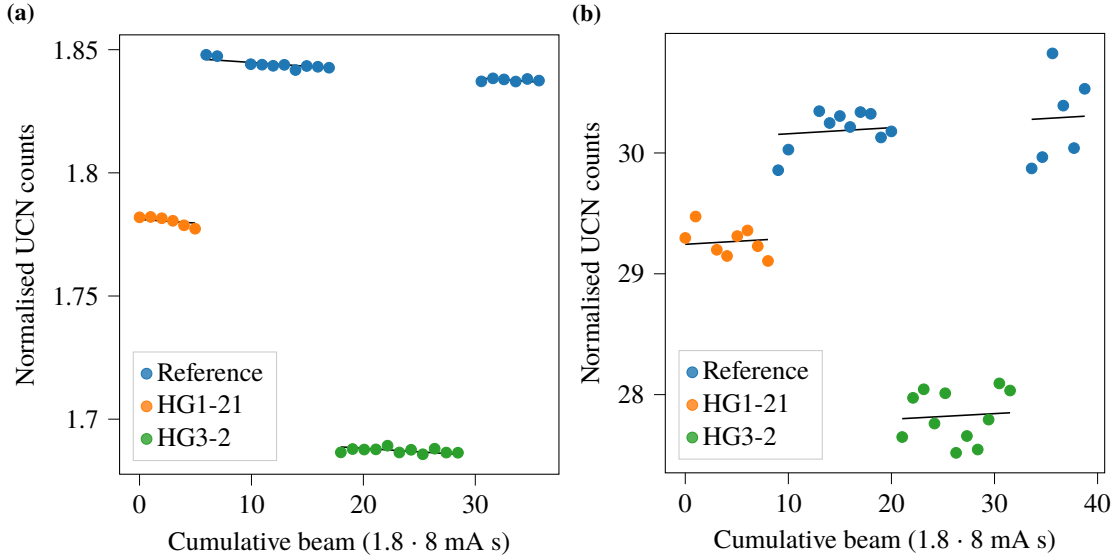 (a)
1.85
1.8
1.75
1.7
Normalised UCN counts
Reference
HG1-21
HG3-2
0
10
20
30
Cumulative beam (1.8 · 8 mA s)
(b)
30
29
28
Normalised UCN counts
Reference
HG1-21
HG3-2
0
10
20
30
40
Cumulative beam (1.8 · 8 mA s)